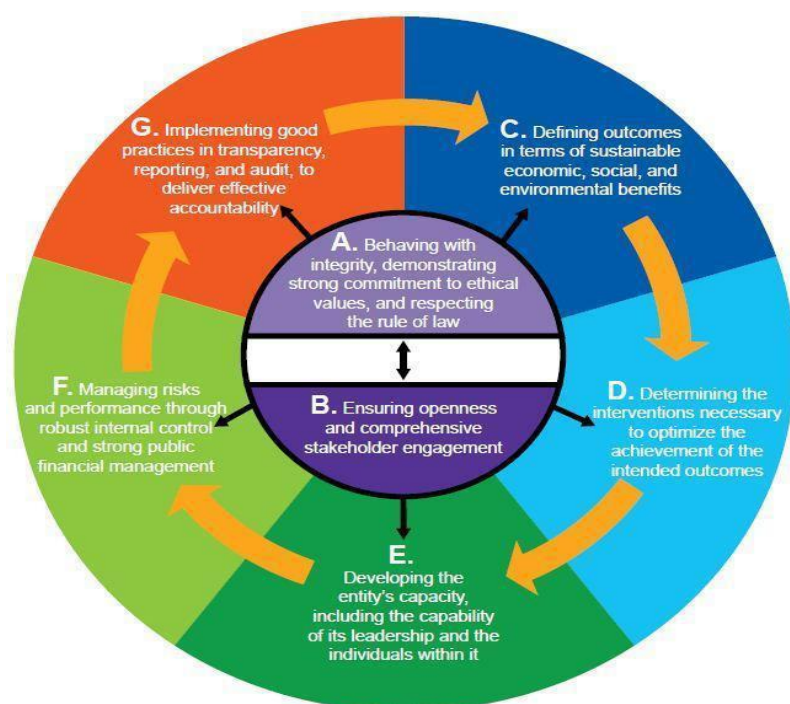 G. Implementing good
practices in transparency,
reporting, and audit, to
deliver effective
accountability
C. Defining outcomes
in terms of sustainable
economic, social, and
environmental benefits
A. Behaving with
integrity, demonstrating
strong commitment to ethical
values, and respecting
the rule of law
F. Managing risks
and performance through
robust internal control
and strong public
financial management
B. Ensuring openness
and comprehensive
stakeholder engagement
D. Determining the
interventions necessary
to optimize the
achievement of the
intended outcomes
E.
Developing the
entity's capacity,
including the capability
of its leadership and the
individuals within it